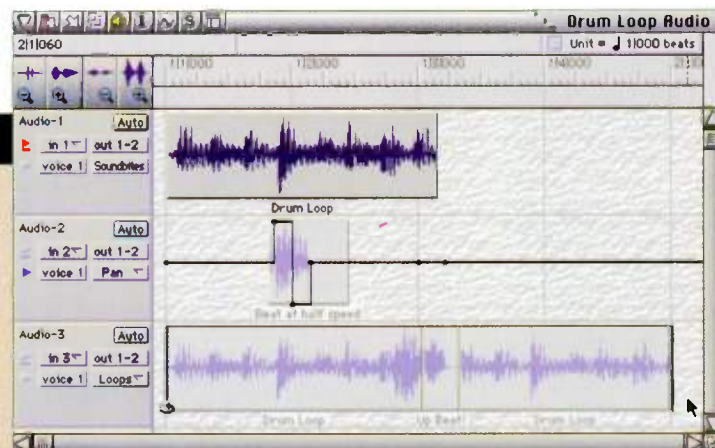 Drum Loop Audio
2|1|060
Unit = 1|000 beats
1|1|000
1|2|000
1|3|000
1|4|000
Audio-1 Auto
in 1 out 1-2
voice 1 Soundbites
Drum Loop
Audio-2 Auto
in 2 out 1-2
voice 1 Pan
Beat at half speed
Audio-3 Auto
in 3 out 1-2
voice 1 Loops
Drum Loop Up Beat Drum Loop